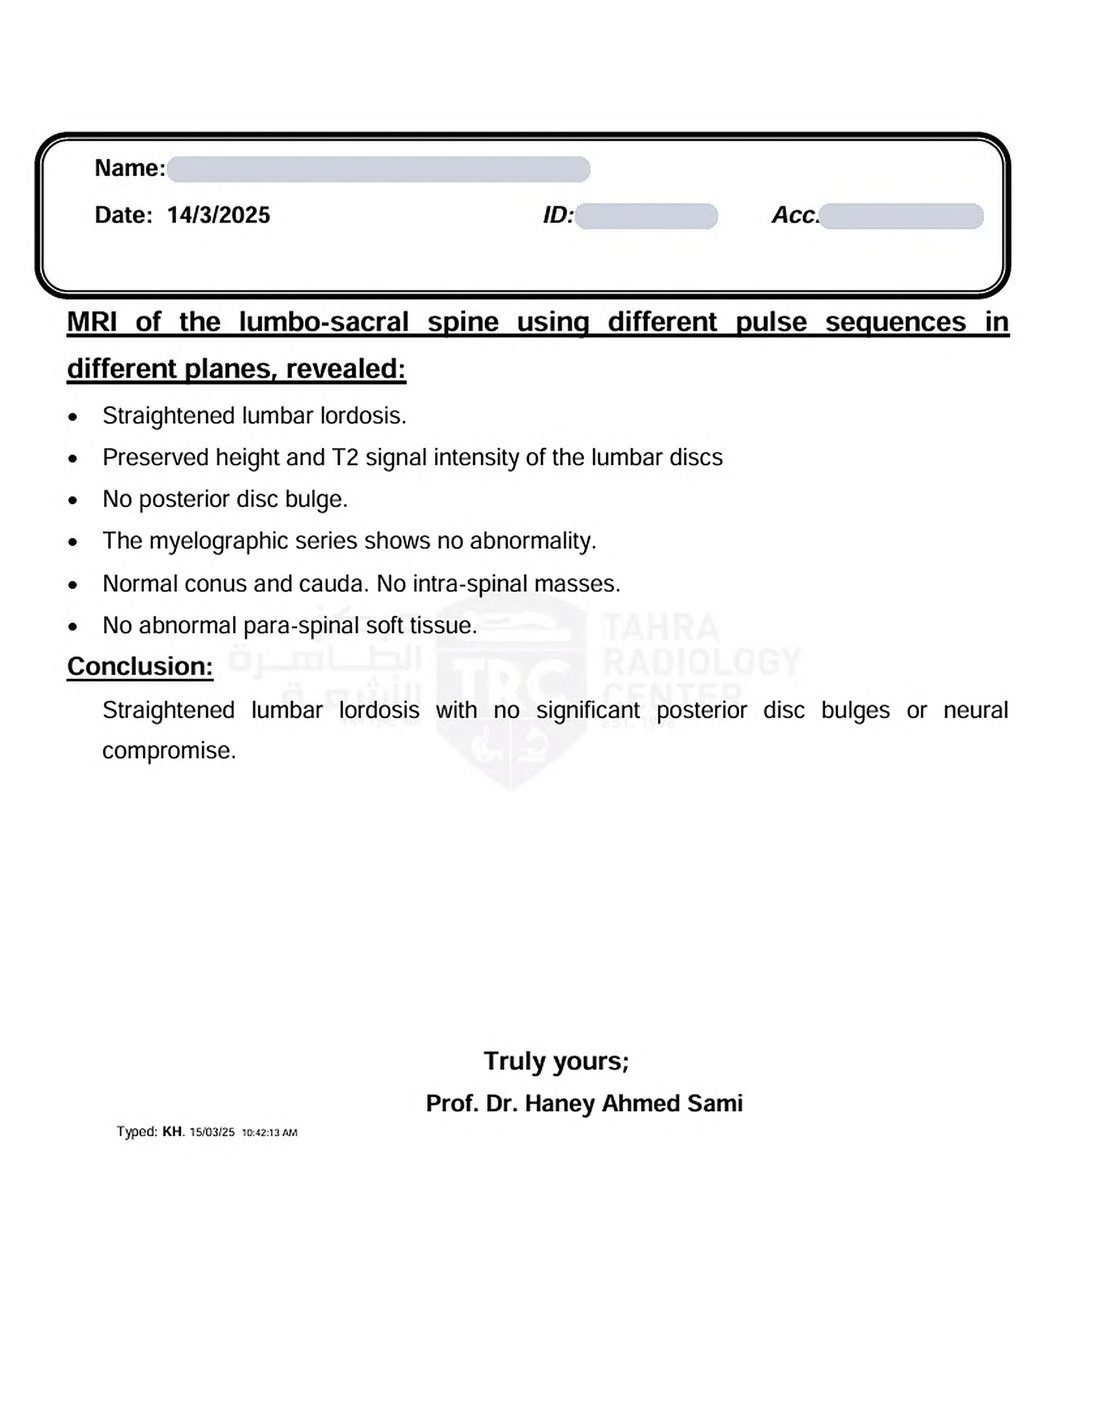 Name:
Date: 14/3/2025 ID: Acc.
MRI of the lumbo-sacral spine using different pulse sequences in
different planes, revealed:
• Straightened lumbar lordosis.
• Preserved height and T2 signal intensity of the lumbar discs
• No posterior disc bulge.
• The myelographic series shows no abnormality.
• Normal conus and cauda. No intra-spinal masses.
• No abnormal para-spinal soft tissue.
TAHRA
RADIOLOGY
CENTER
TRC
Conclusion:
Straightened lumbar lordosis with no significant posterior disc bulges or neural
compromise.
Truly yours;
Prof. Dr. Haney Ahmed Sami
Typed: KH. 15/03/25 10:42:13 AM